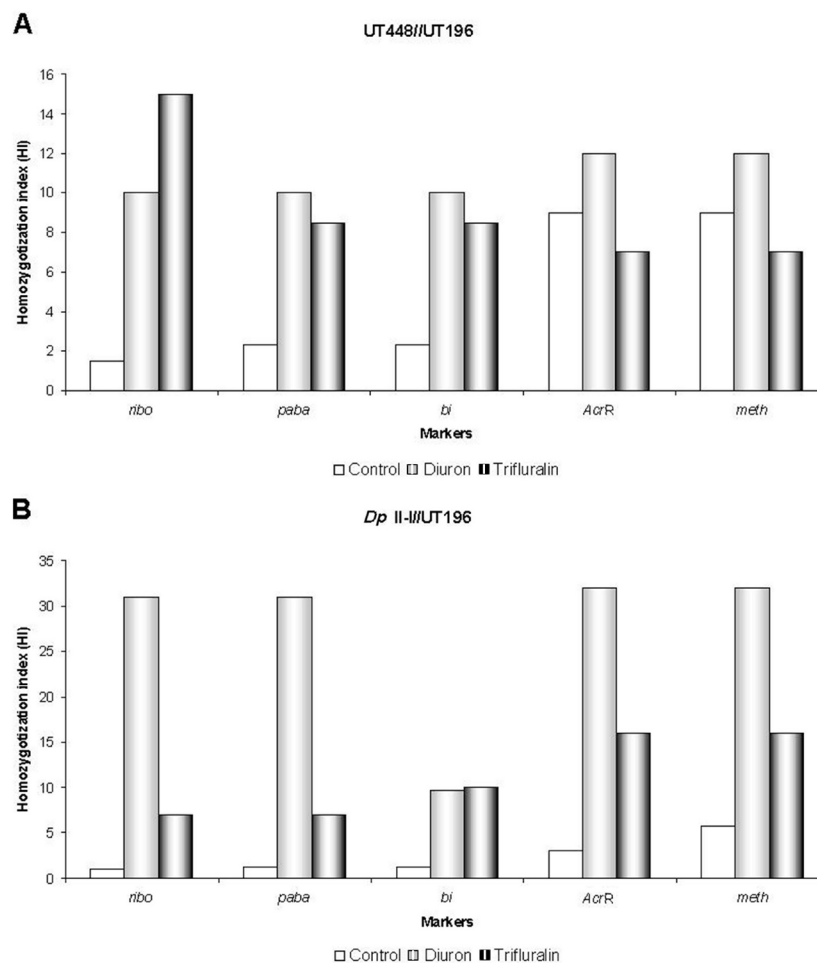 A
UT448//UT196
Homozygotization index (HI)
16
14
12
10
8
6
4
2
0
ribo paba bi AcrR meth
Markers
Control Diuron Trifluralin
B
Dp II-I//UT196
Homozygotization index (HI)
35
30
25
20
15
10
5
0
ribo paba bi AcrR meth
Markers
Control Diuron Trifluralin